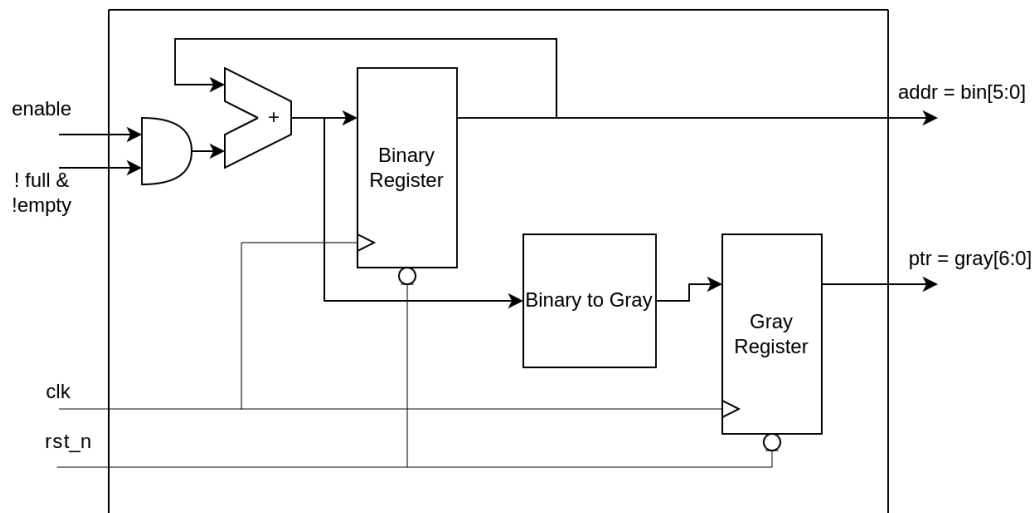 enable
! full &
!empty
+
Binary
Register
addr = bin[5:0]
Binary to Gray
ptr = gray[6:0]
Gray
Register
clk
rst_n